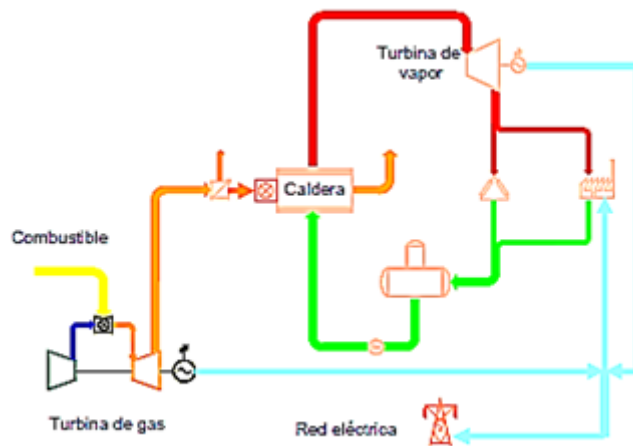 Turbina de
vapor
Caldera
Combustible
Turbina de gas
Red eléctrica